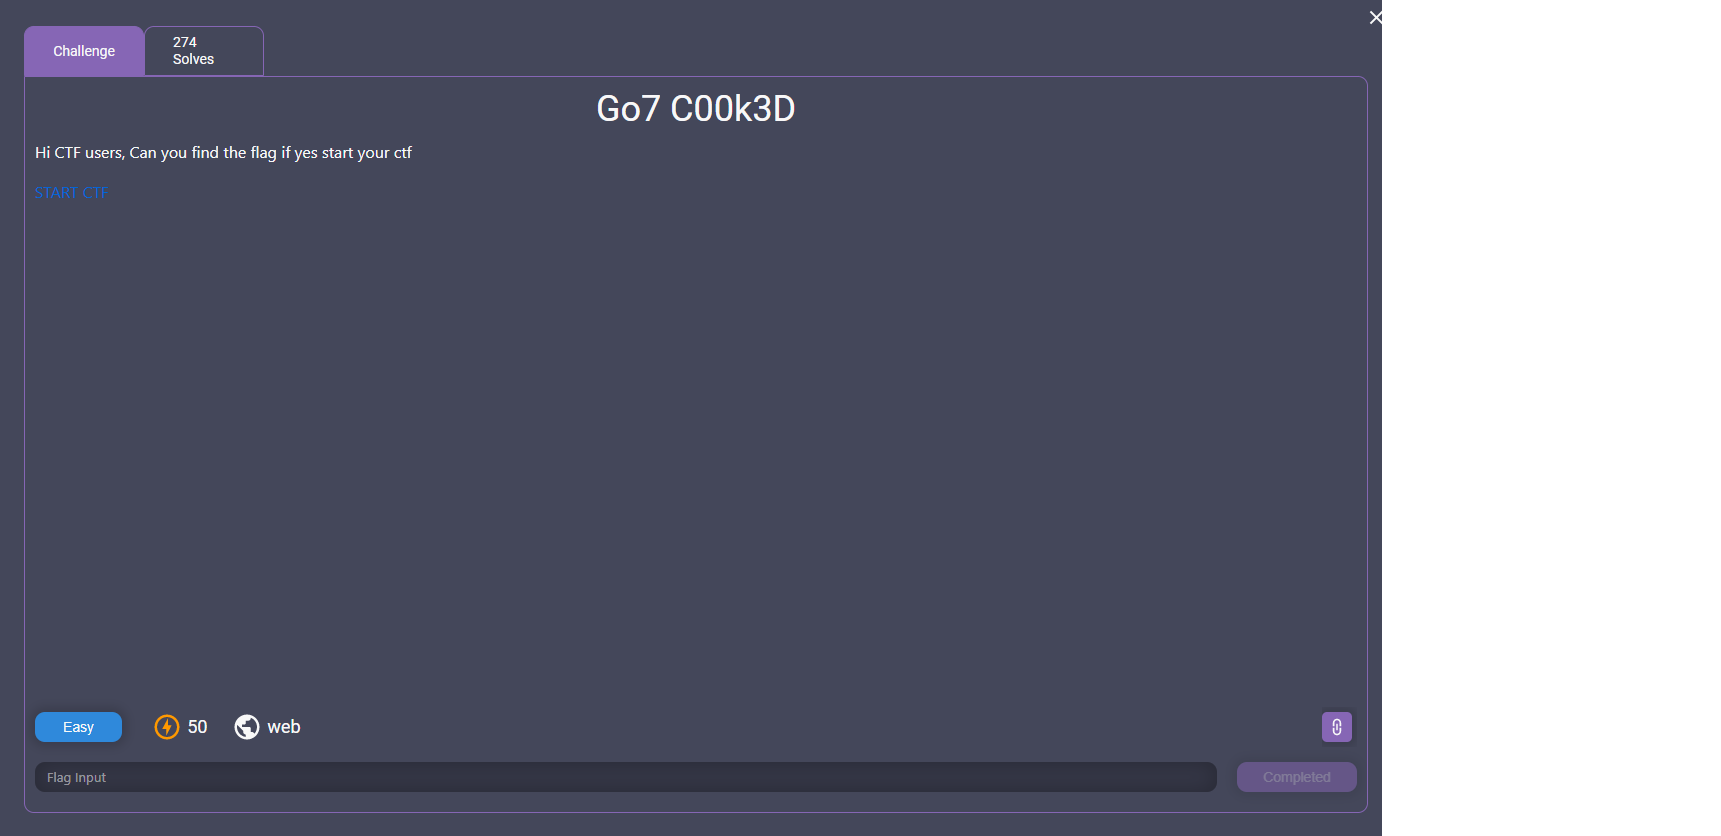 Challenge
274
Solves
Go7 C00k3D
Hi CTF users, Can you find the flag if yes start your ctf
START CTF
Easy
50
web
Flag Input
Completed